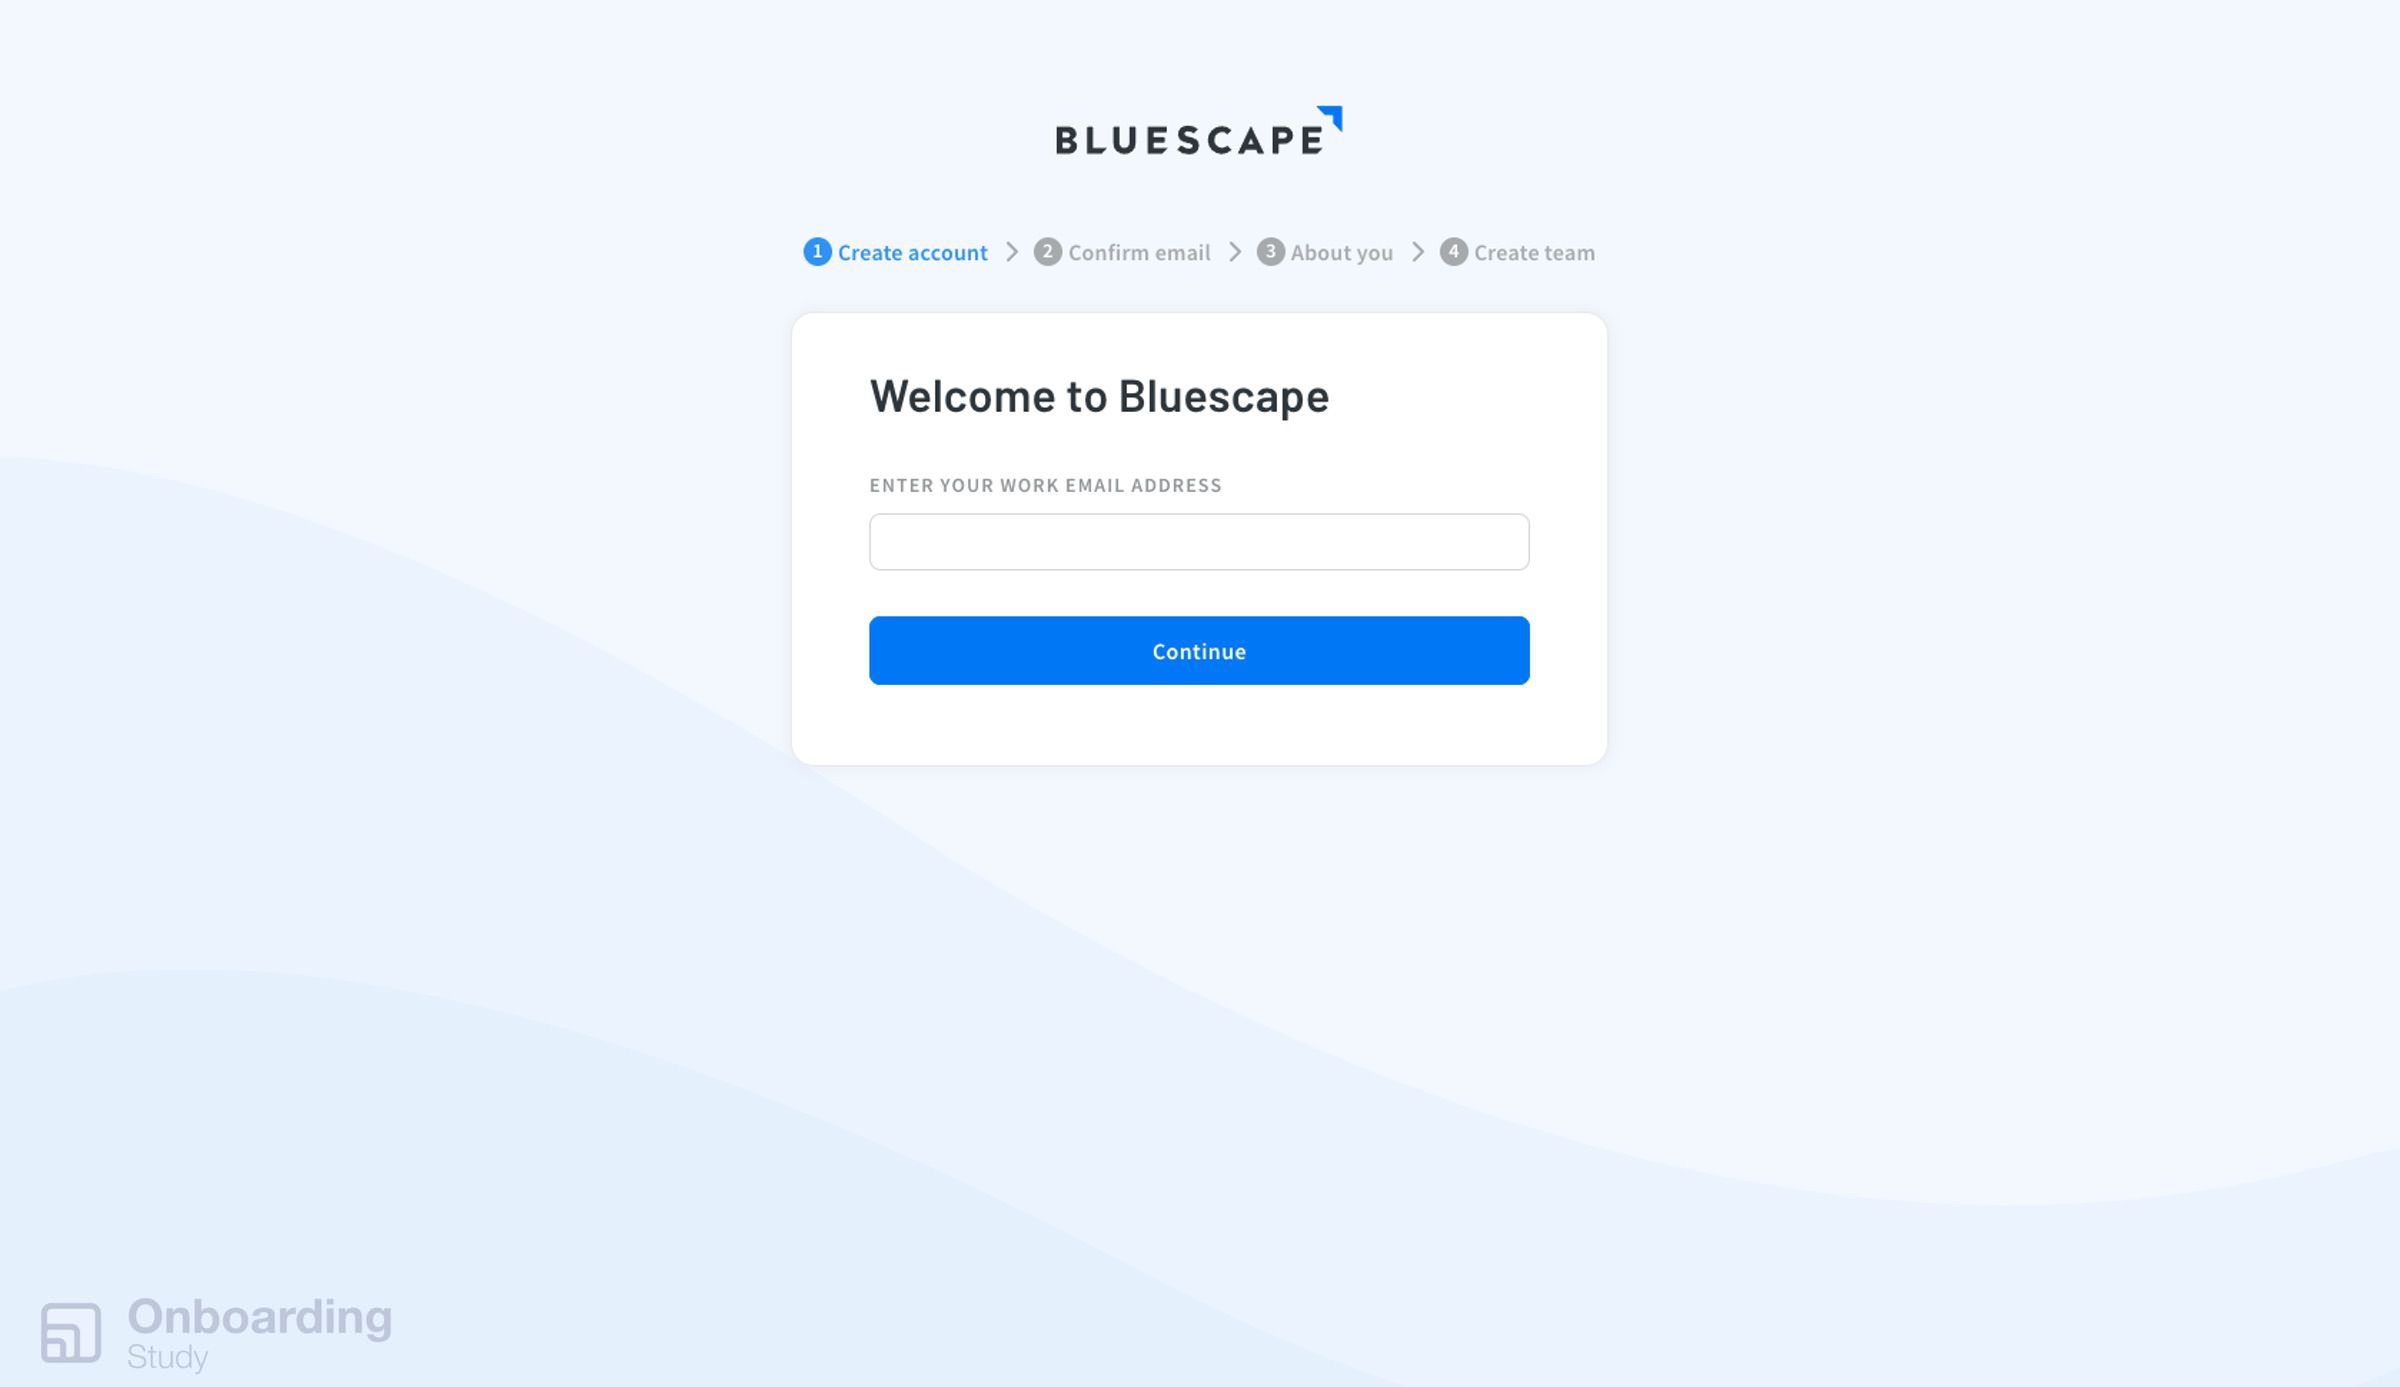 BLUESCAPE
1 Create account 2 Confirm email 3 About you 4 Create team
Welcome to Bluescape
ENTER YOUR WORK EMAIL ADDRESS
Continue
Onboarding
Study